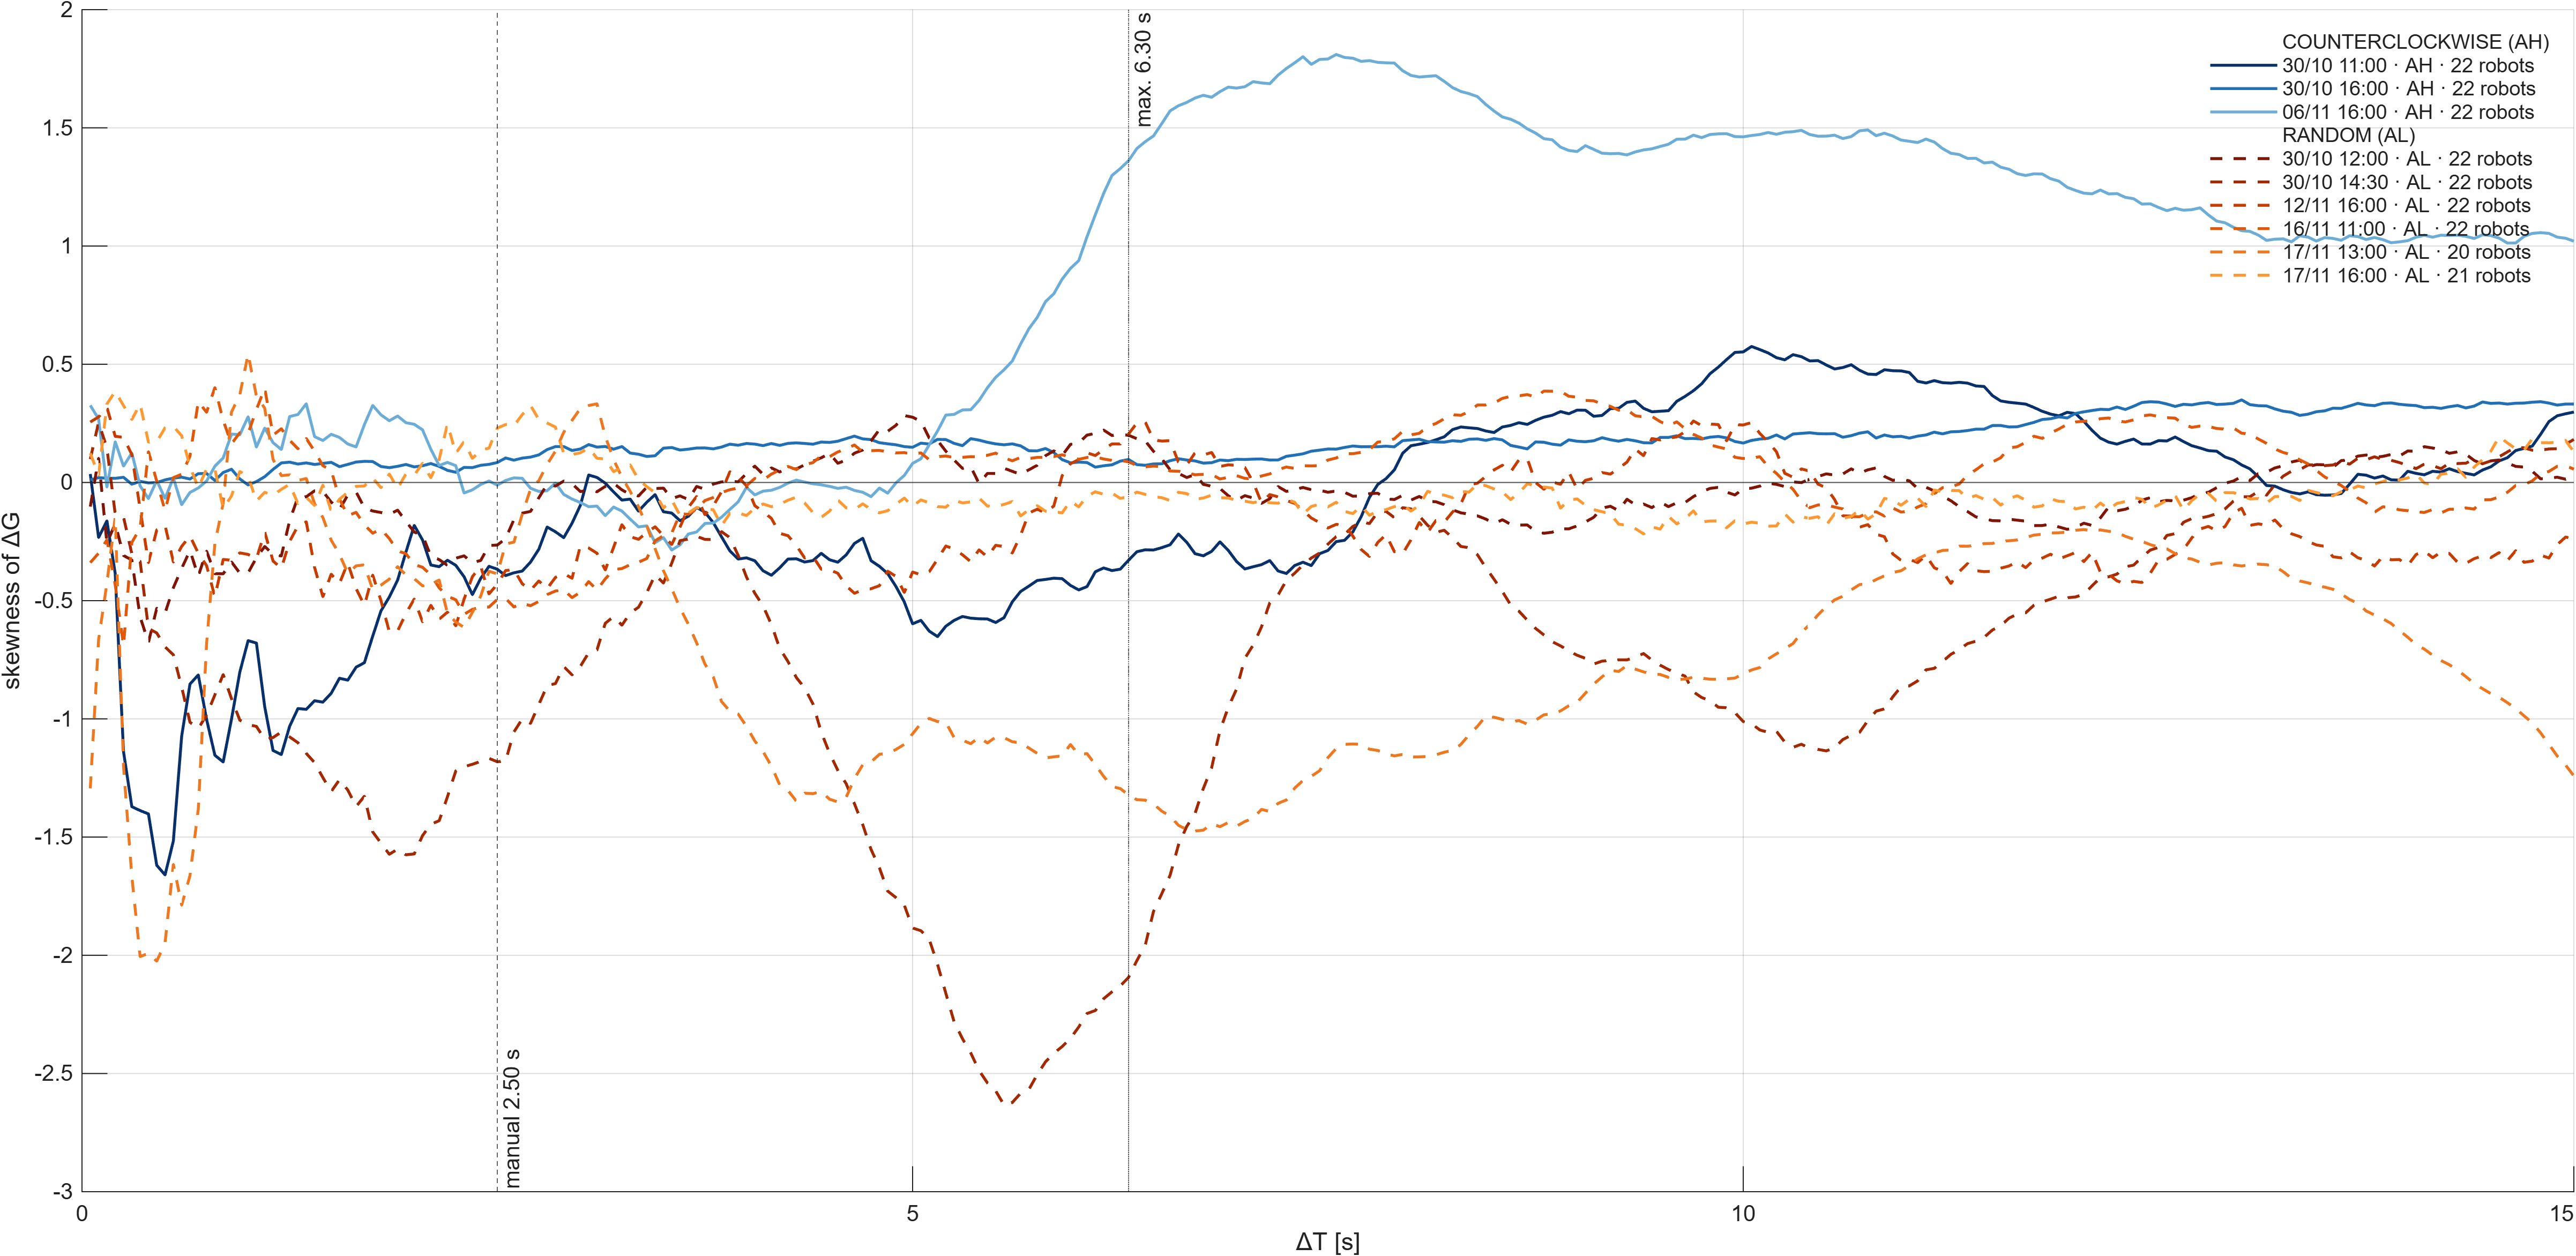 COUNTERCLOCKWISE (AH)
30/10 11:00 · AH · 22 robots
30/10 16:00 · AH · 22 robots
06/11 16:00 · AH · 22 robots
RANDOM (AL)
30/10 12:00 · AL · 22 robots
30/10 14:30 · AL · 22 robots
12/11 16:00 · AL · 22 robots
16/11 11:00 · AL · 22 robots
17/11 13:00 · AL · 20 robots
17/11 16:00 · AL · 21 robots
max. 6.30 s
manual 2.50 s
skewness of ΔG
2
1.5
1
0.5
0
-0.5
-1
-1.5
-2
-2.5
-3
0
5
10
15
ΔT [s]